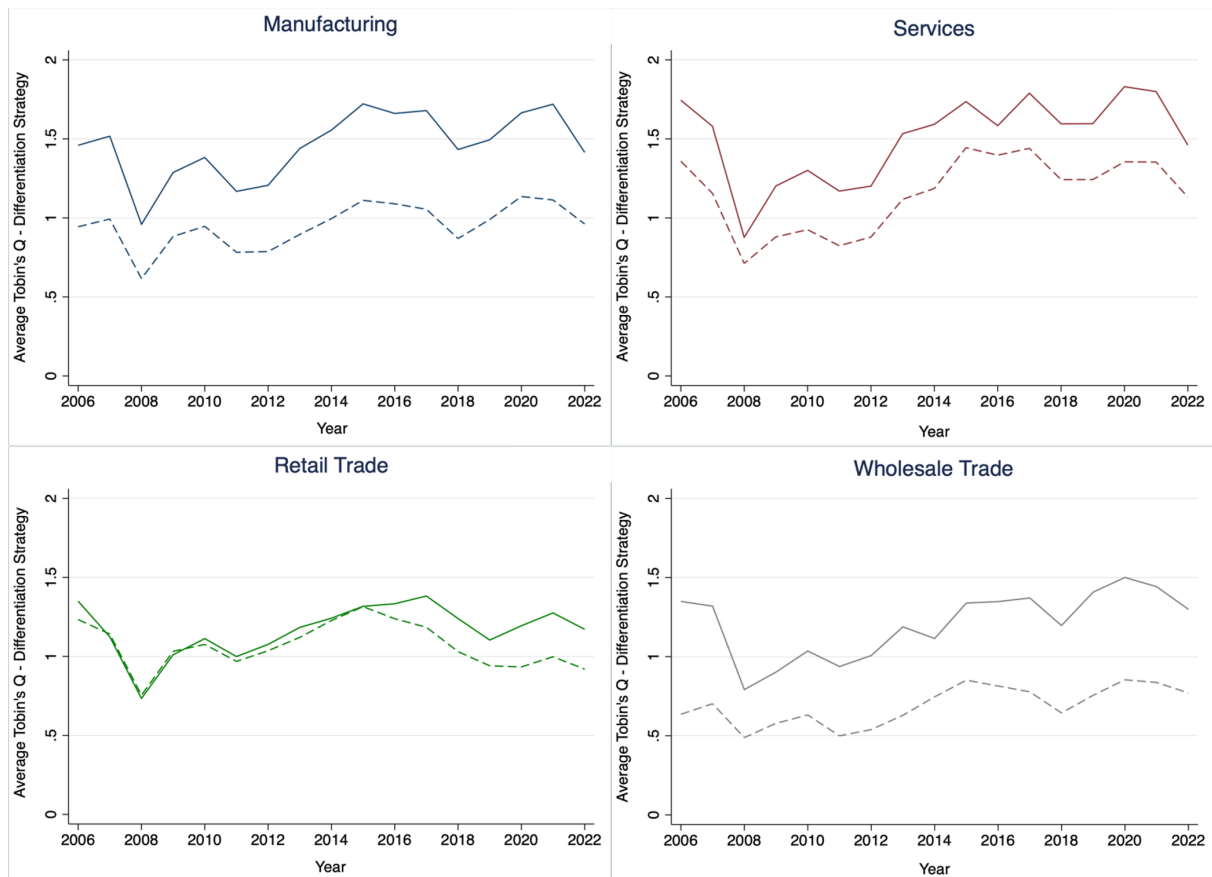 Manufacturing
Average Tobin's Q - Differentiation Strategy
2
1.5
1
.5
0
2006 2008 2010 2012 2014 2016 2018 2020 2022
Year
Services
Average Tobin's Q - Differentiation Strategy
2
1.5
1
.5
0
2006 2008 2010 2012 2014 2016 2018 2020 2022
Year
Retail Trade
Average Tobin's Q - Differentiation Strategy
2
1.5
1
.5
0
2006 2008 2010 2012 2014 2016 2018 2020 2022
Year
Wholesale Trade
Average Tobin's Q - Differentiation Strategy
2
1.5
1
.5
0
2006 2008 2010 2012 2014 2016 2018 2020 2022
Year